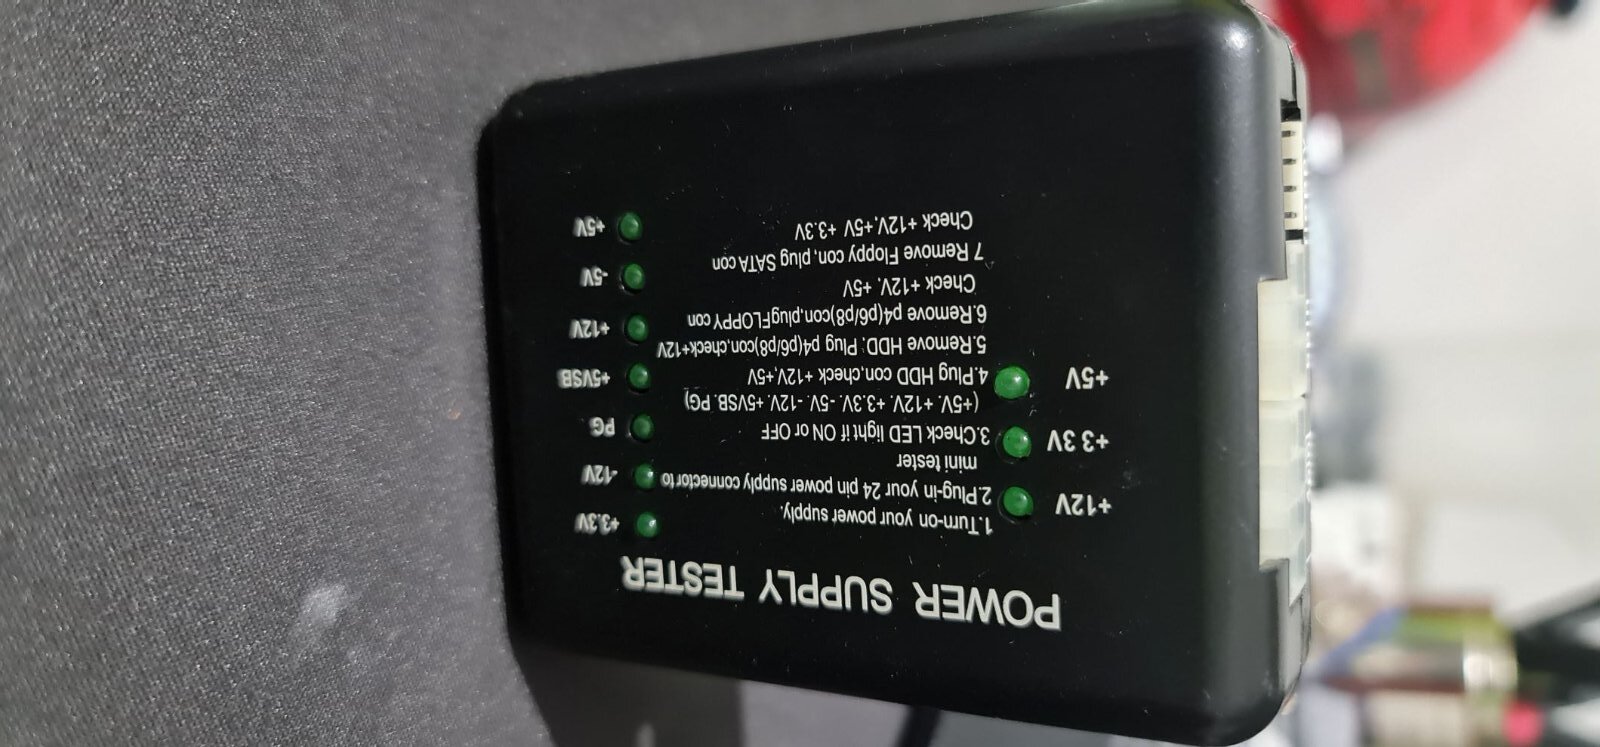 POWER SUPPLY TESTER
1.Turn-on your power supply.
2.Plug-in your 24 pin power supply connector to
mini tester
3.Check LED light if ON or OFF
(+5V. +12V. +3.3V. -5V. -12V. +5VSB. PG)
4.Plug HDD con,check +12V,+5V
5.Remove HDD; Plug p4(p6/p8)con,check+12V
6.Remove p4(p6/p8)con,plugFLOPPY con
Check +12V. +5V
7 Remove Floppy con, plug SATA con
Check +12V,+5V +3.3V
+12V
+3 3V
+5V
+3.3V
-12V
PG
+5VSB
+12V
-5V
+5V